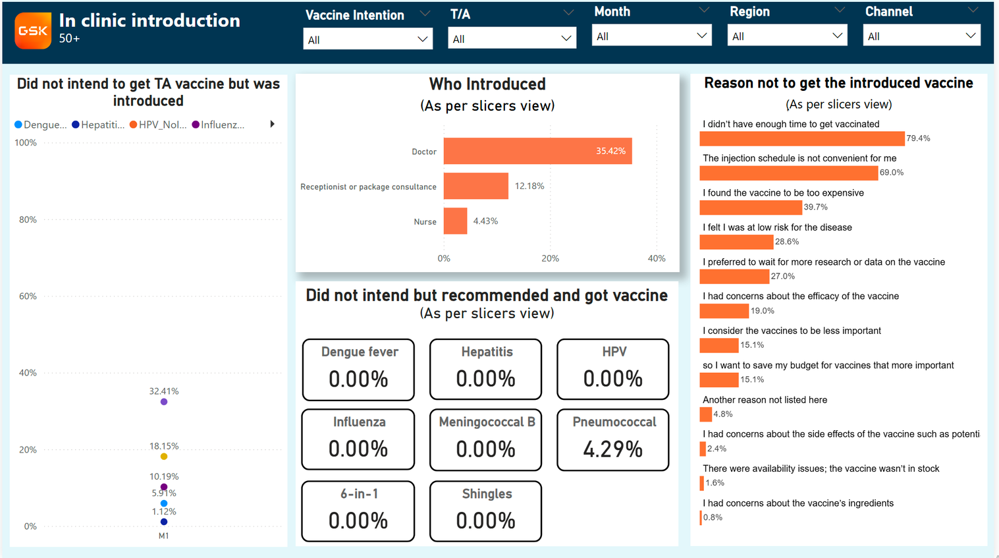 GSK
In clinic introduction
50+
Vaccine Intention
All
T/A
All
Month
All
Region
All
Channel
All
Did not intend to get TA vaccine but was
introduced
Dengue... Hepatiti... HPV_NoI... Influenz...
100%
80%
60%
40%
32.41%
20%
18.15%
10.19%
5.91%
1.12%
0%
M1
Who Introduced
(As per slicers view)
Doctor 35.42%
Receptionist or package consultance 12.18%
Nurse 4.43%
0% 20% 40%
Did not intend but recommended and got vaccine
(As per slicers view)
Dengue fever
0.00%
Hepatitis
0.00%
HPV
0.00%
Influenza
0.00%
Meningococcal B
0.00%
Pneumococcal
4.29%
6-in-1
0.00%
Shingles
0.00%
Reason not to get the introduced vaccine
(As per slicers view)
I didn't have enough time to get vaccinated
79.4%
The injection schedule is not convenient for me
69.0%
I found the vaccine to be too expensive
39.7%
I felt I was at low risk for the disease
28.6%
I preferred to wait for more research or data on the vaccine
27.0%
I had concerns about the efficacy of the vaccine
19.0%
I consider the vaccines to be less important
15.1%
so I want to save my budget for vaccines that more important
15.1%
Another reason not listed here
4.8%
I had concerns about the side effects of the vaccine such as potenti
2.4%
There were availability issues; the vaccine wasn't in stock
1.6%
I had concerns about the vaccine's ingredients
0.8%